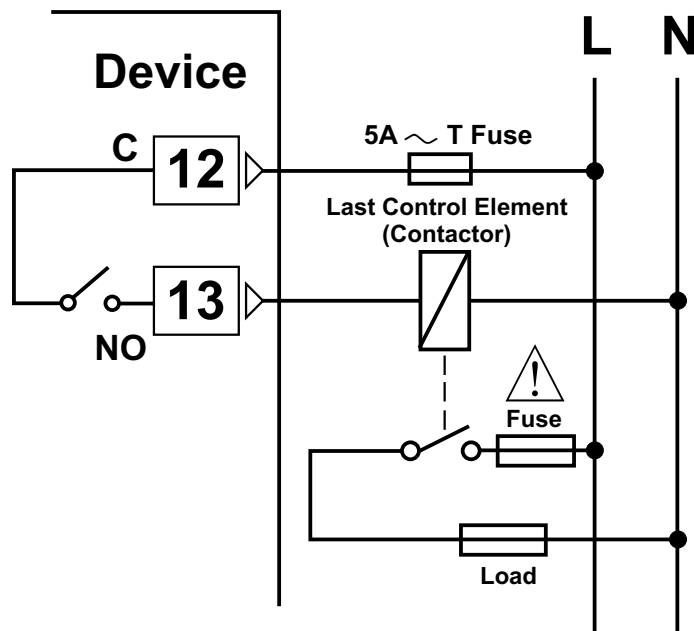 L N
Device
C
12
5A ~ T Fuse
Last Control Element
(Contactor)
13
NO
!
Fuse
Load